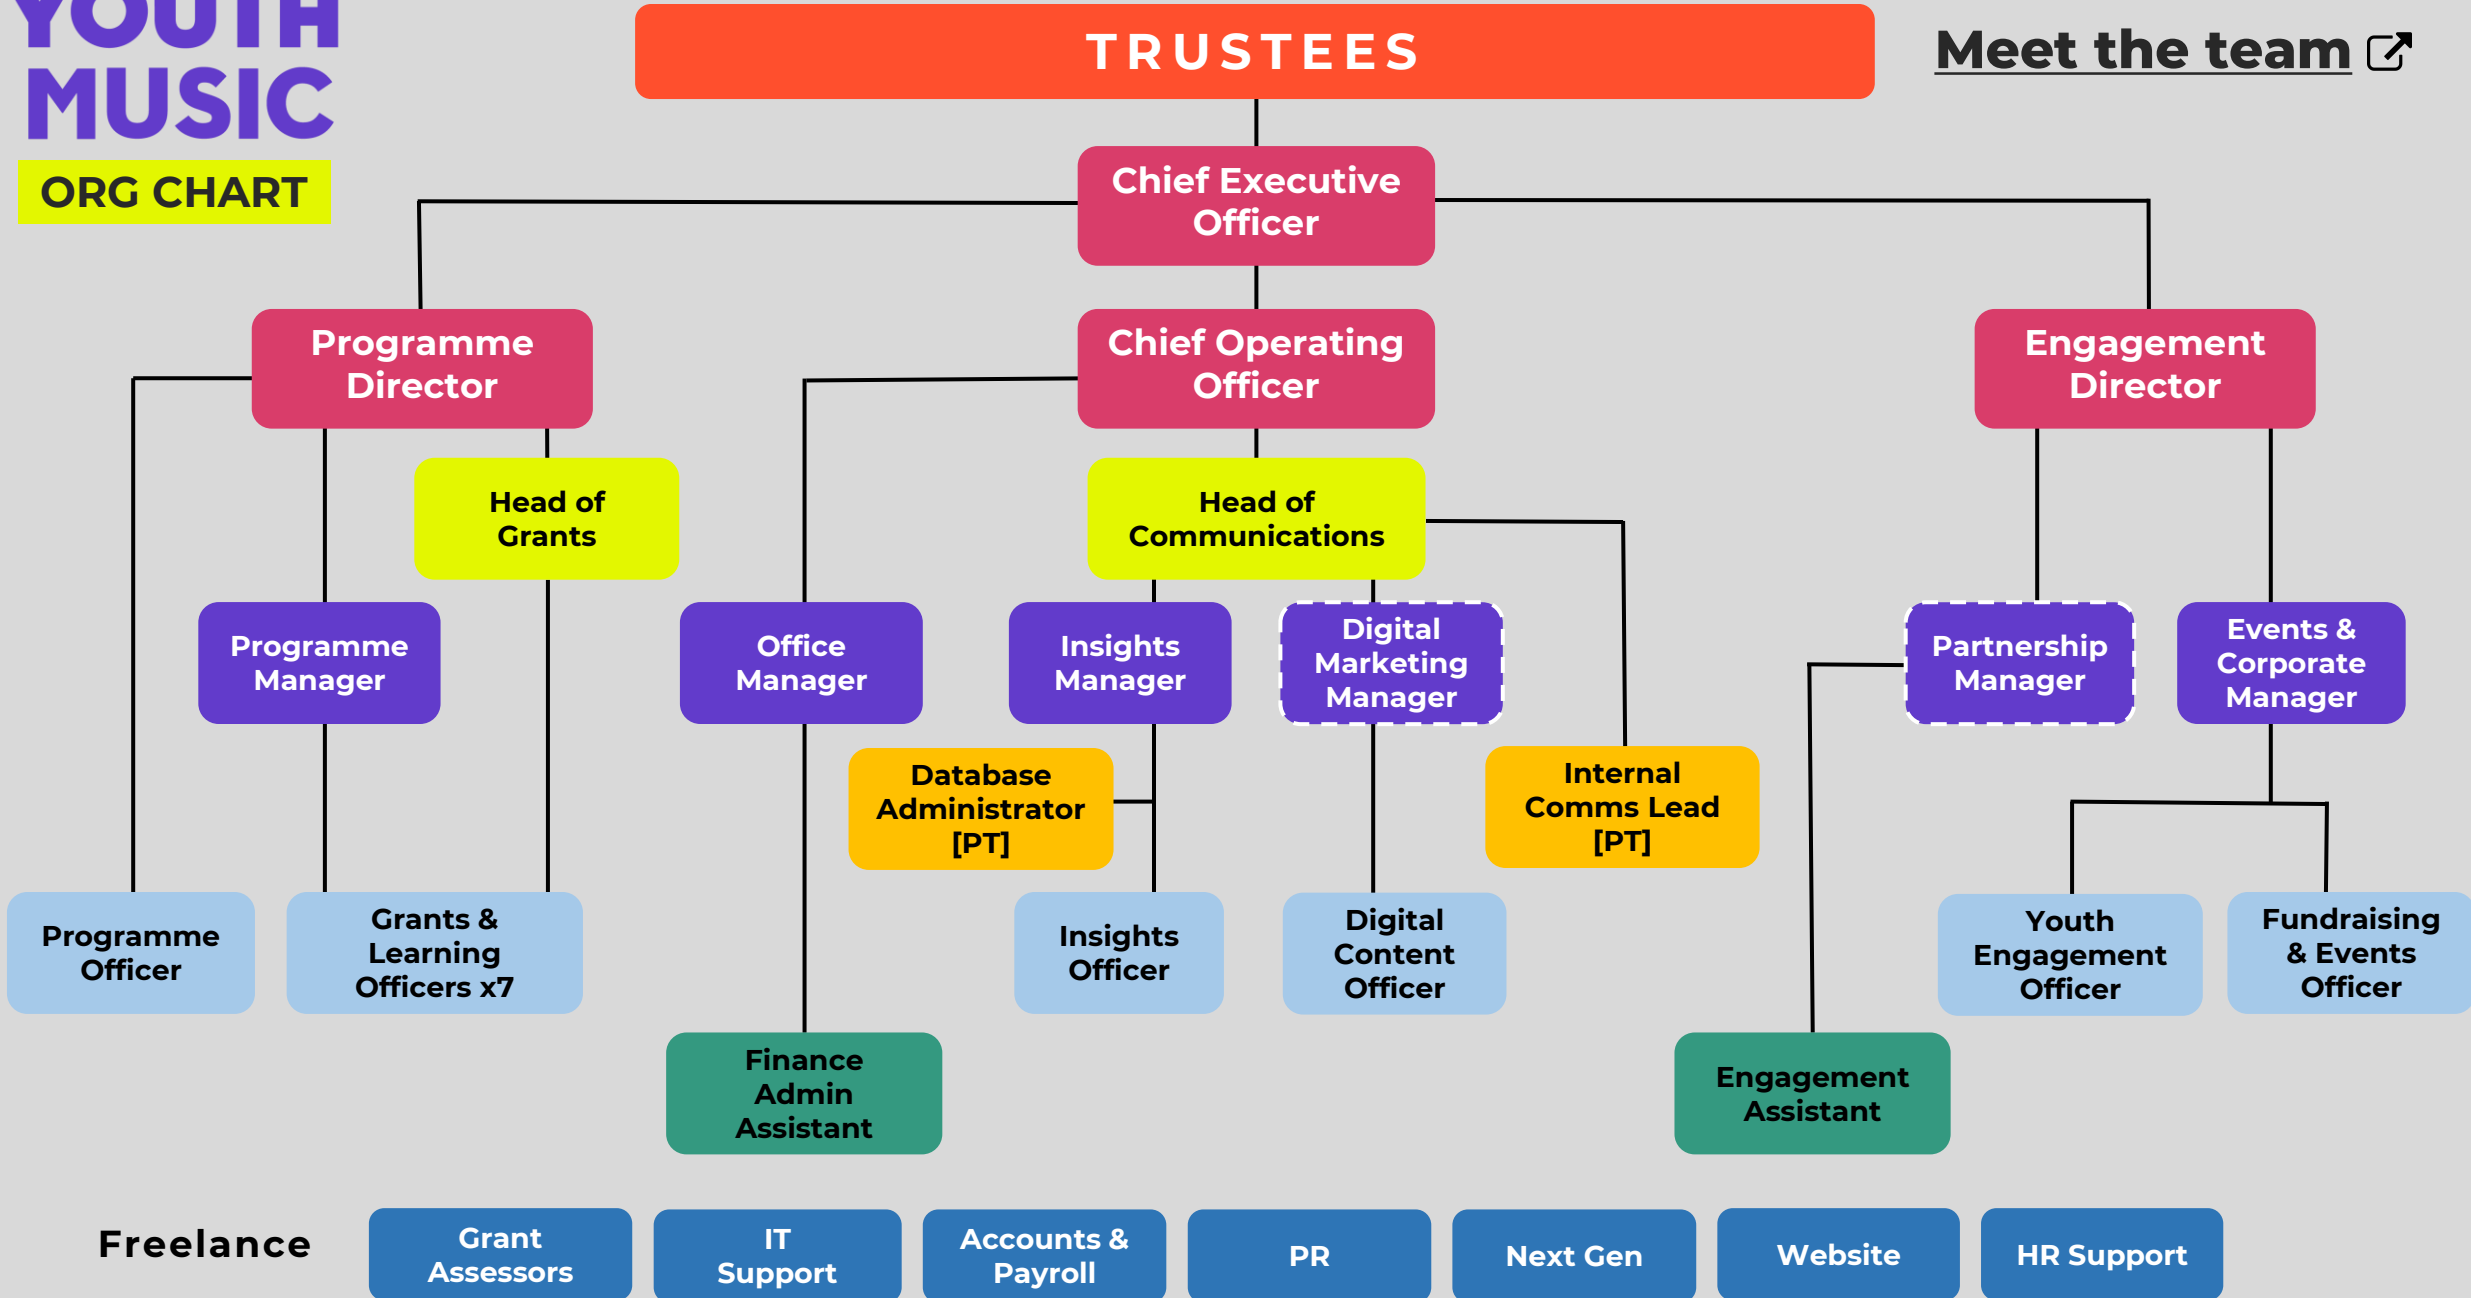 YOUTH
MUSIC
ORG CHART
TRUSTEES
Meet the team
Chief Executive
Officer
Programme
Director
Chief Operating
Officer
Engagement
Director
Head of
Grants
Head of
Communications
Programme
Manager
Office
Manager
Insights
Manager
Digital
Marketing
Manager
Partnership
Manager
Events &
Corporate
Manager
Database
Administrator
[PT]
Internal
Comms Lead
[PT]
Programme
Officer
Grants &
Learning
Officers x7
Insights
Officer
Digital
Content
Officer
Youth
Engagement
Officer
Fundraising
& Events
Officer
Finance
Admin
Assistant
Engagement
Assistant
Freelance
Grant
Assessors
IT
Support
Accounts &
Payroll
PR
Next Gen
Website
HR Support